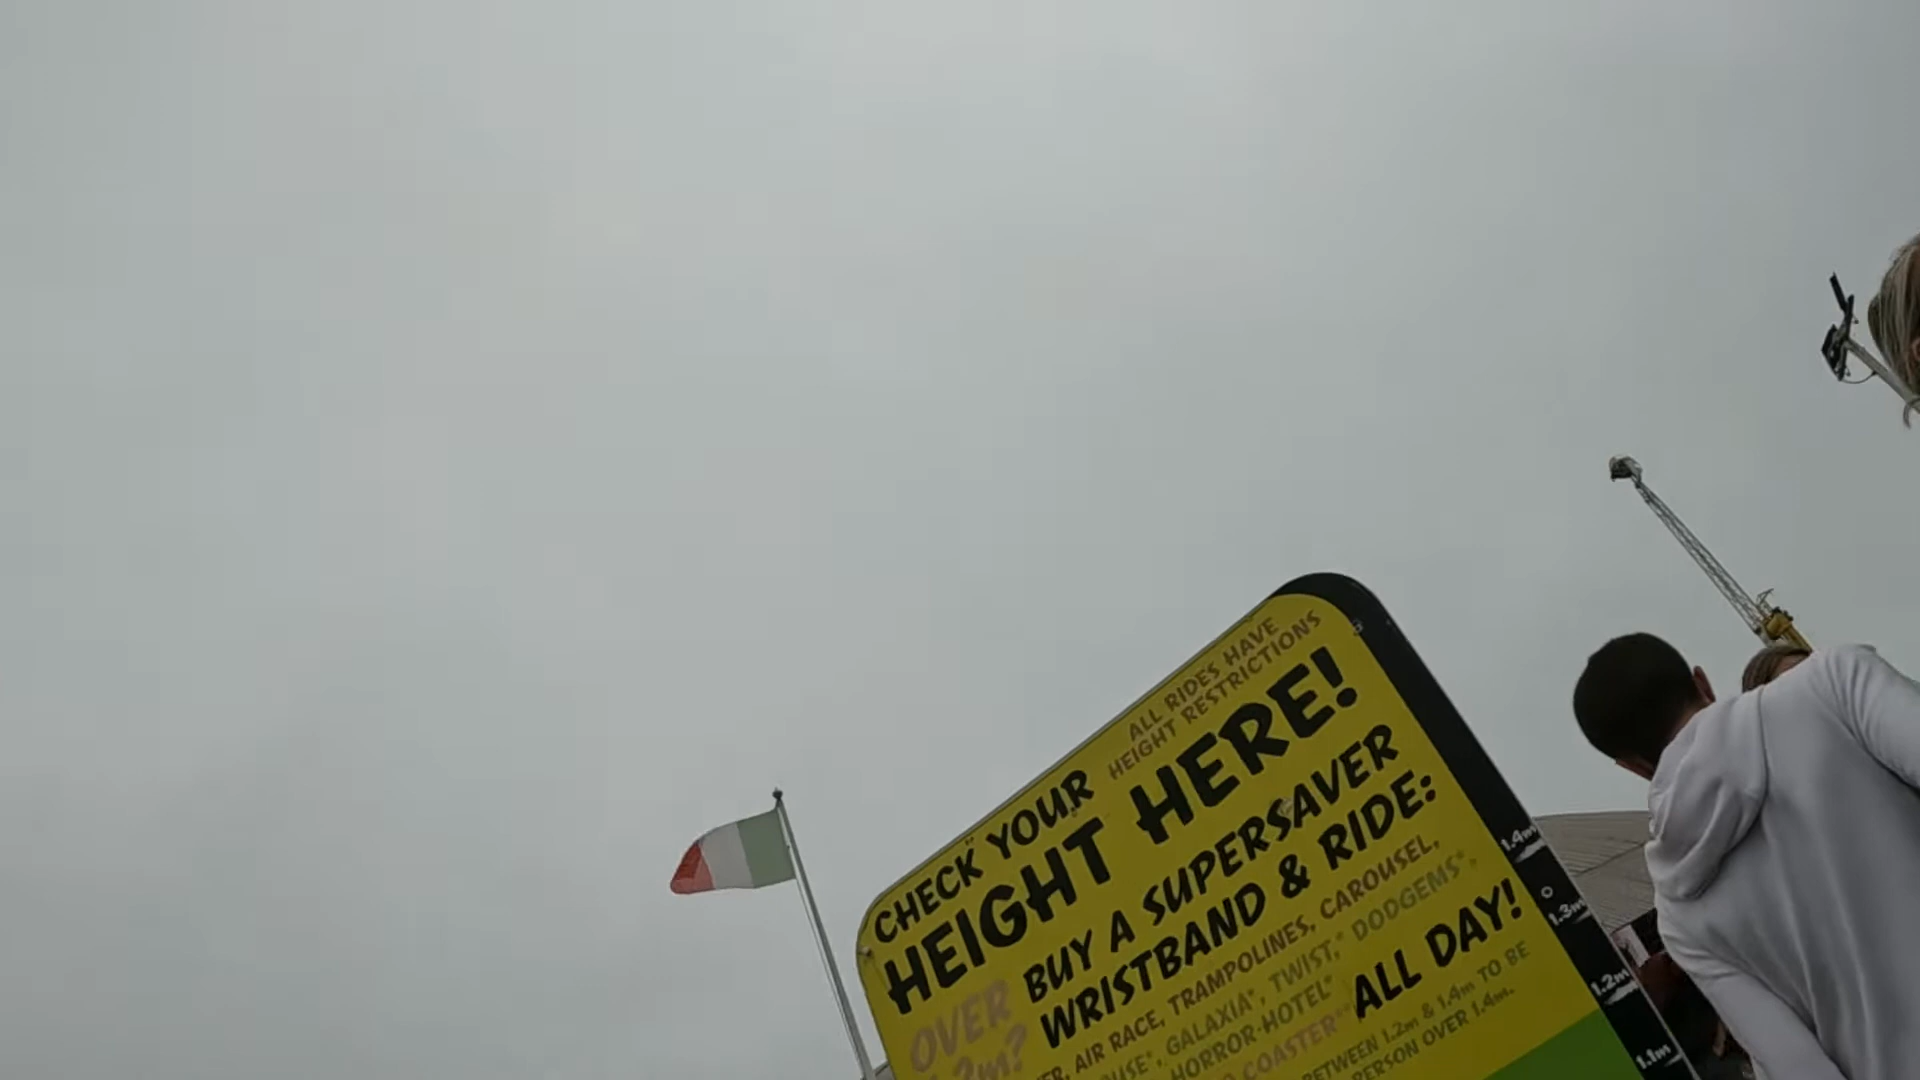 ALL RIDES HAVE
HEIGHT RESTRICTIONS
CHECK YOUR
HEIGHT HERE!
OVER
BUY A SUPERSAVER
WRISTBAND & RIDE:
AIR RACE, TRAMPOLINES, CAROUSEL,
GALAXIA*, TWIST,* DODGEMS*,
HORROR HOTEL*
COASTER** ALL DAY!
BETWEEN 1.2m & 1.4m TO BE
PERSON OVER 1.4m.
1.4m
1.3m
1.2m
1.1m